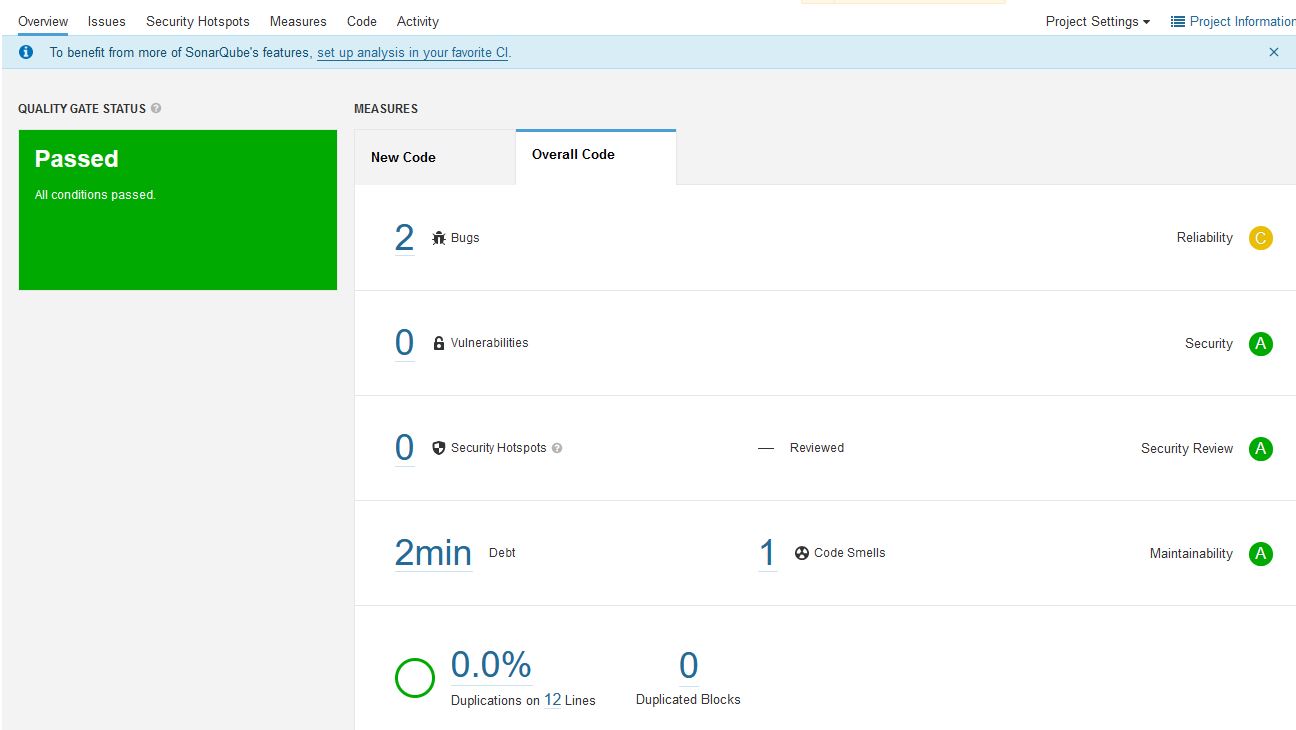 Overview Issues Security Hotspots Measures Code Activity Project Settings Project Information
To benefit from more of SonarQube's features, set up analysis in your favorite CI.
QUALITY GATE STATUS
MEASURES
Passed
All conditions passed.
New Code
Overall Code
2 Bugs Reliability C
0 Vulnerabilities Security A
0 Security Hotspots — Reviewed Security Review A
2min Debt 1 Code Smells Maintainability A
0.0% 0
Duplications on 12 Lines Duplicated Blocks